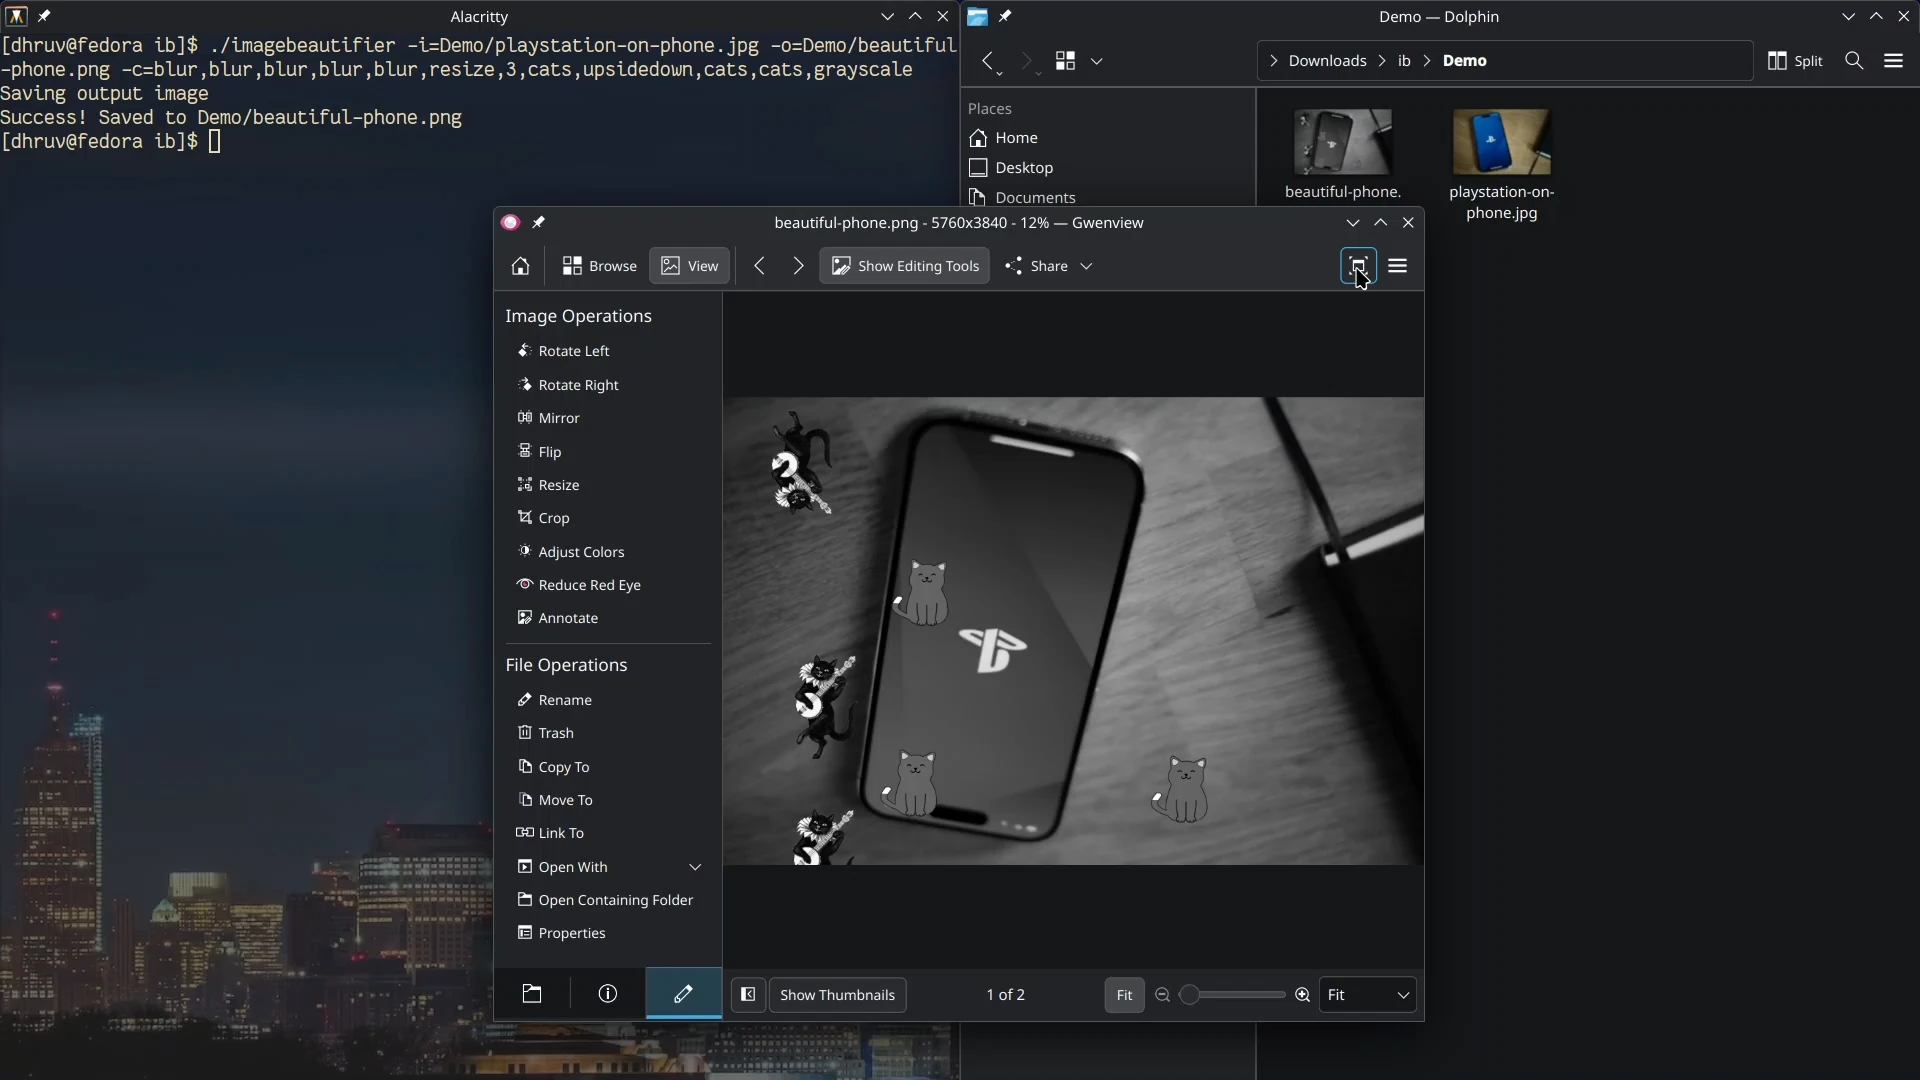 Alacritty
[dhruv@fedora ib]$ ./imagebeautifier -i=Demo/playstation-on-phone.jpg -o=Demo/beautiful
-phone.png -c=blur,blur,blur,blur,blur,resize,3,cats,upsidedown,cats,cats,grayscale
Saving output image
Success! Saved to Demo/beautiful-phone.png
[dhruv@fedora ib]$
Demo — Dolphin
Downloads
ib
Demo
Split
Places
Home
Desktop
Documents
beautiful-phone.
playstation-on-
phone.jpg
beautiful-phone.png - 5760x3840 - 12% — Gwenview
Browse
View
Show Editing Tools
Share
Image Operations
Rotate Left
Rotate Right
Mirror
Flip
Resize
Crop
Adjust Colors
Reduce Red Eye
Annotate
File Operations
Rename
Trash
Copy To
Move To
Link To
Open With
Open Containing Folder
Properties
Show Thumbnails
1 of 2
Fit
Fit